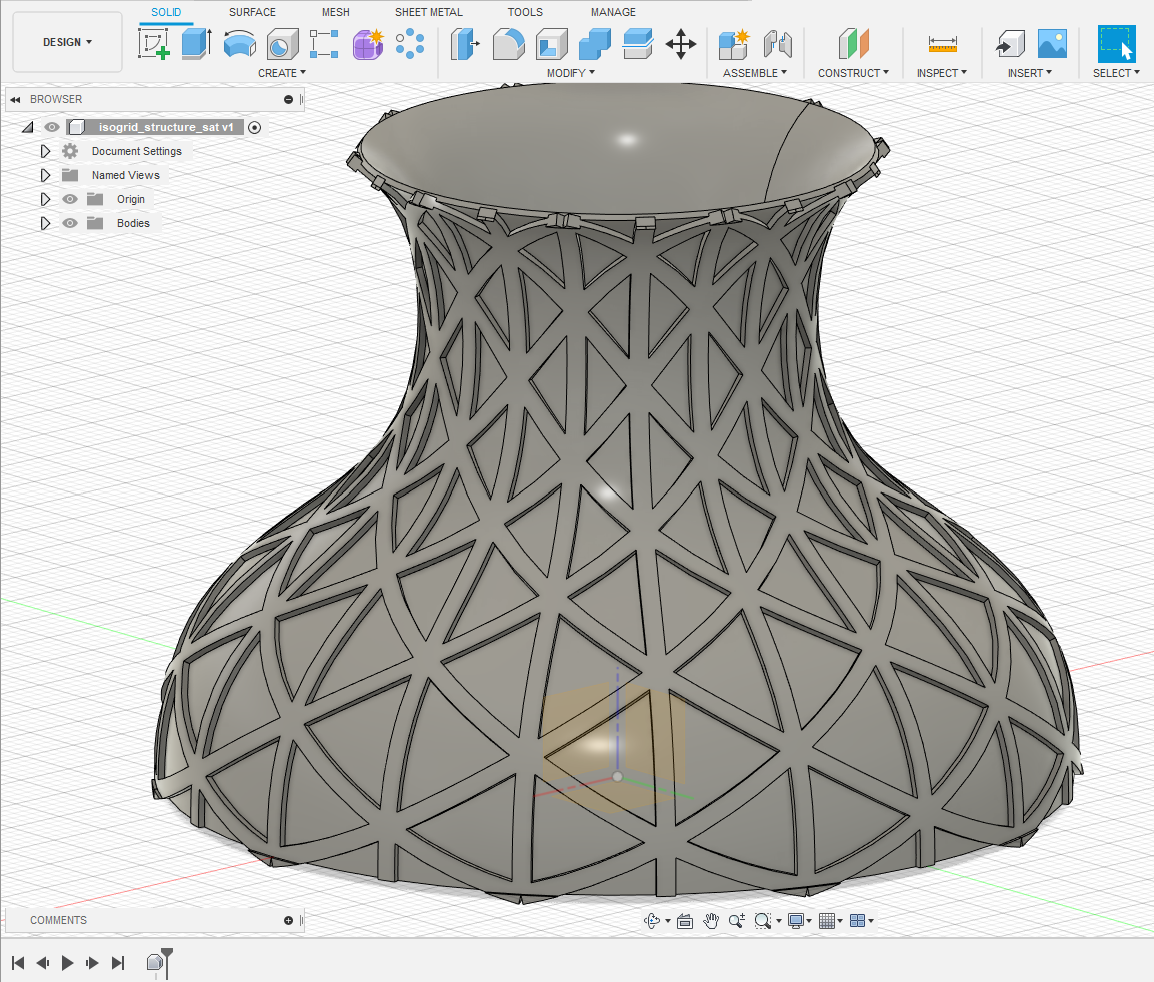 SOLID SURFACE MESH SHEET METAL TOOLS MANAGE
DESIGN
CREATE MODIFY ASSEMBLE CONSTRUCT INSPECT INSERT SELECT
BROWSER
isogrid_structure_sat v1
Document Settings
Named Views
Origin
Bodies
COMMENTS